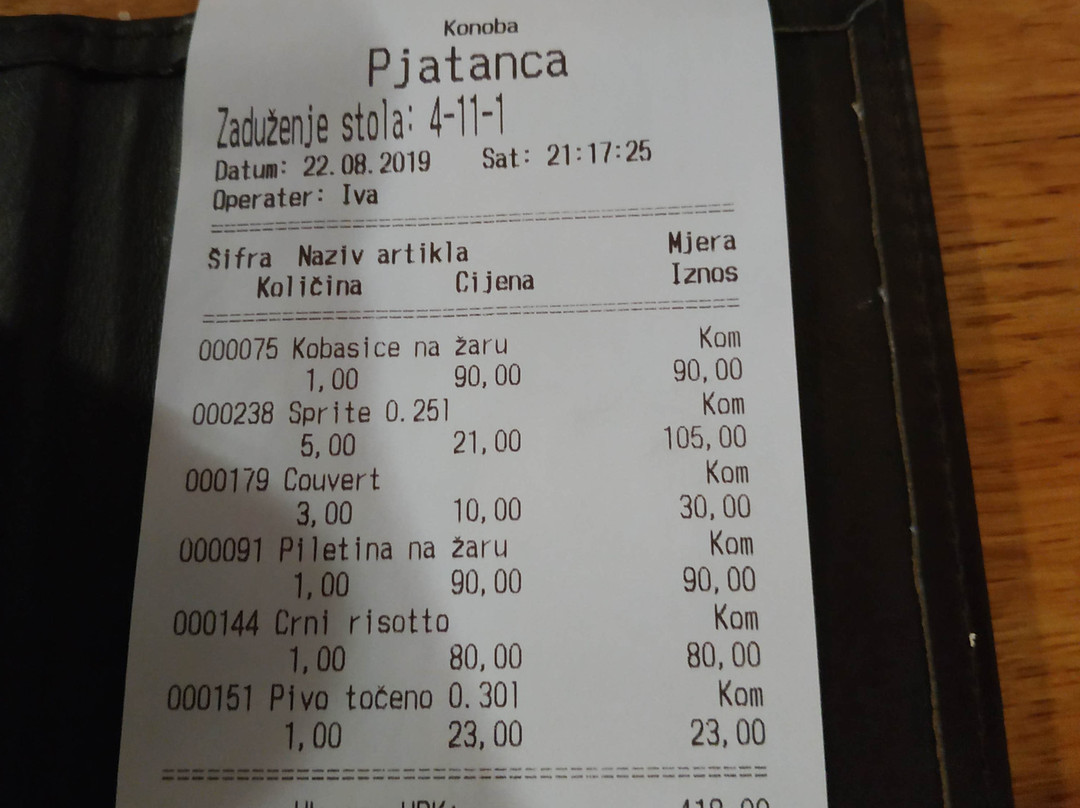 Konoba
Pjatanca
Zaduženje stola: 4-11-1
Datum: 22.08.2019 Sat: 21:17:25
Operater: Iva
Šifra Naziv artikla Mjera
Količina Cijena Iznos
000075 Kobasice na žaru Kom
1,00 90,00 90,00
000238 Sprite 0.25l Kom
5,00 21,00 105,00
000179 Couvert Kom
3,00 10,00 30,00
000091 Piletina na žaru Kom
1,00 90,00 90,00
000144 Crni risotto Kom
1,00 80,00 80,00
000151 Pivo točeno 0.30l Kom
1,00 23,00 23,00